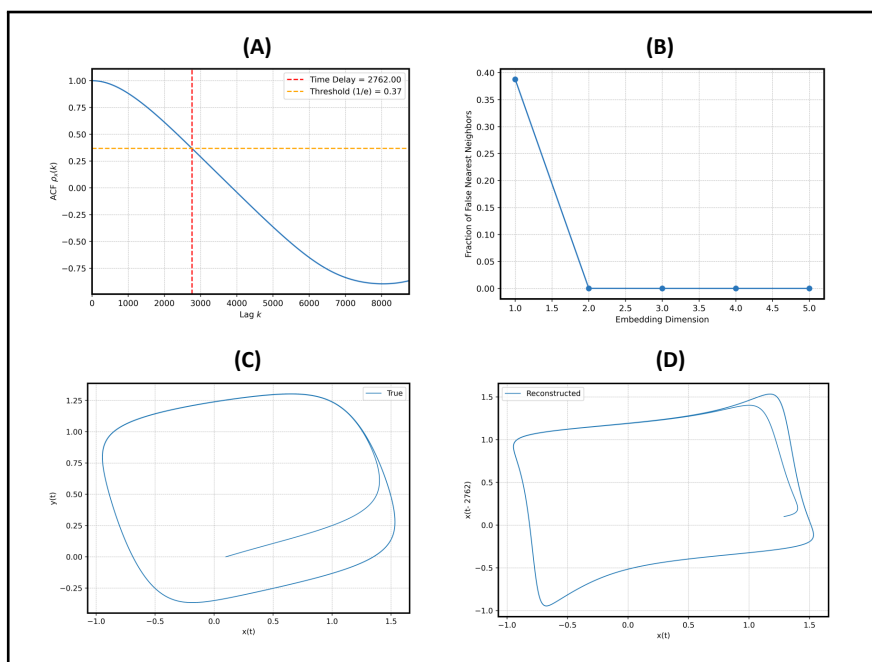 (A)
1.00
0.75
0.50
0.25
0.00
−0.25
−0.50
−0.75
ACF ρₓ(k)
Time Delay = 2762.00
Threshold (1/e) = 0.37
0 1000 2000 3000 4000 5000 6000 7000 8000
Lag k
(B)
0.40
0.35
0.30
0.25
0.20
0.15
0.10
0.05
0.00
Fraction of False Nearest Neighbors
1.0 1.5 2.0 2.5 3.0 3.5 4.0 4.5 5.0
Embedding Dimension
(C)
1.25
1.00
0.75
0.50
0.25
0.00
−0.25
y(t)
True
−1.0 −0.5 0.0 0.5 1.0 1.5
x(t)
(D)
1.5
1.0
0.5
0.0
−0.5
−1.0
x(t- 2762)
Reconstructed
−1.0 −0.5 0.0 0.5 1.0 1.5
x(t)